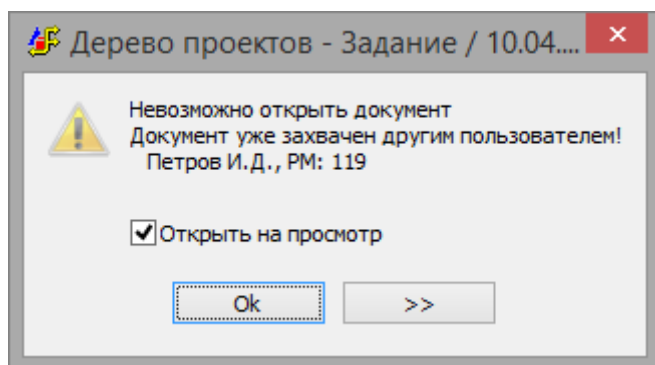 Дерево проектов - Задание / 10.04....
Невозможно открыть документ
Документ уже захвачен другим пользователем!
Петров И.Д., РМ: 119
Открыть на просмотр
Ok
>>